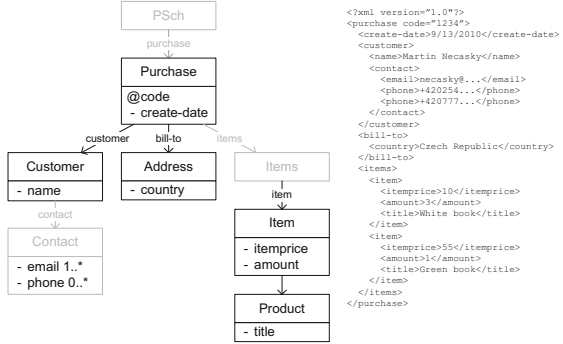 PSch
purchase
Purchase
@code
- create-date
customer
bill-to
items
Customer
- name
Address
- country
Items
contact
item
Contact
- email 1..*
- phone 0..*
Item
- itemprice
- amount
Product
- title
<?xml version="1.0"?>
<purchase code="1234">
<create-date>9/13/2010</create-date>
<customer>
<name>Martin Necasky</name>
<contact>
<email>necasky@...</email>
<phone>+420254...</phone>
<phone>+420777...</phone>
</contact>
</customer>
<bill-to>
<country>Czech Republic</country>
</bill-to>
<items>
<item>
<itemprice>10</itemprice>
<amount>3</amount>
<title>White book</title>
</item>
<item>
<itemprice>55</itemprice>
<amount>1</amount>
<title>Green book</title>
</item>
</items>
</purchase>